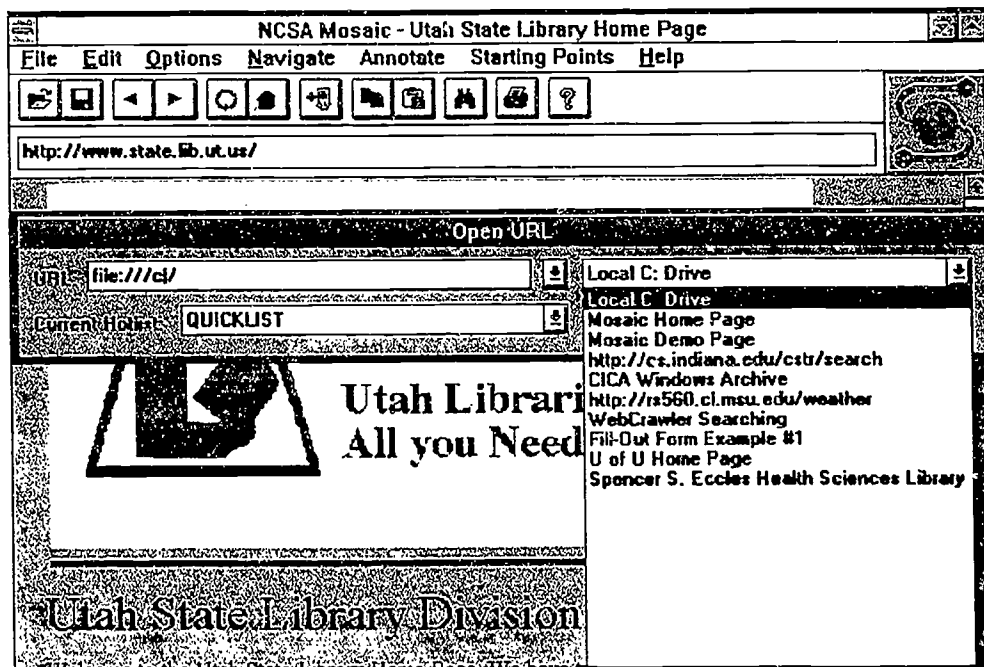 NCSA Mosaic - Utah State Library Home Page
File Edit Options Navigate Annotate Starting Points Help
http://www.state.lib.ut.us/
Open URL
URL: file:///c|/
Local C: Drive
Current Hotlist: QUICKLIST
Local C: Drive
Mosaic Home Page
Mosaic Demo Page
http://cs.indiana.edu/cstr/search
CICA Windows Archive
http://rs560.cl.msu.edu/weather
WebCrawler Searching
Fill-Out Form Example #1
U of U Home Page
Spencer S. Eccles Health Sciences Library
Utah Librari
All you Need
Utah State Library Division